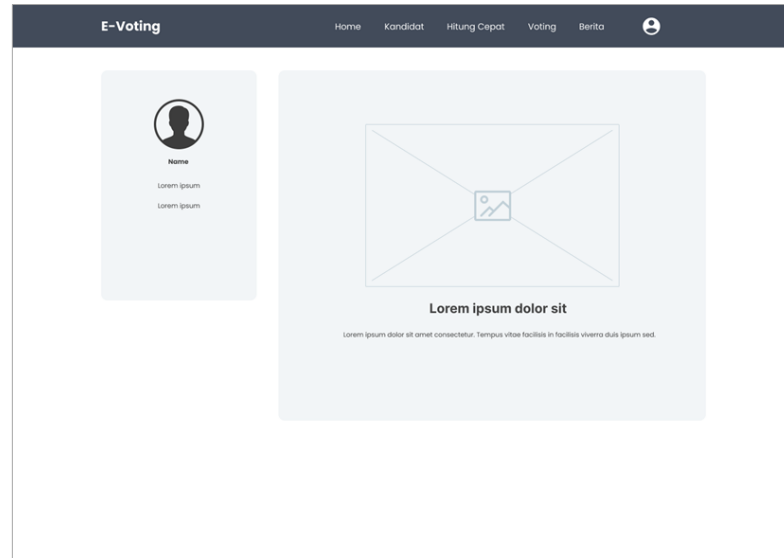 E-Voting
Home
Kandidat
Hitung Cepat
Voting
Berita
Name
Lorem ipsum
Lorem ipsum
Lorem ipsum dolor sit
Lorem ipsum dolor sit amet consectetur. Tempus vitae facilisis in facilisis viverra duis ipsum sed.